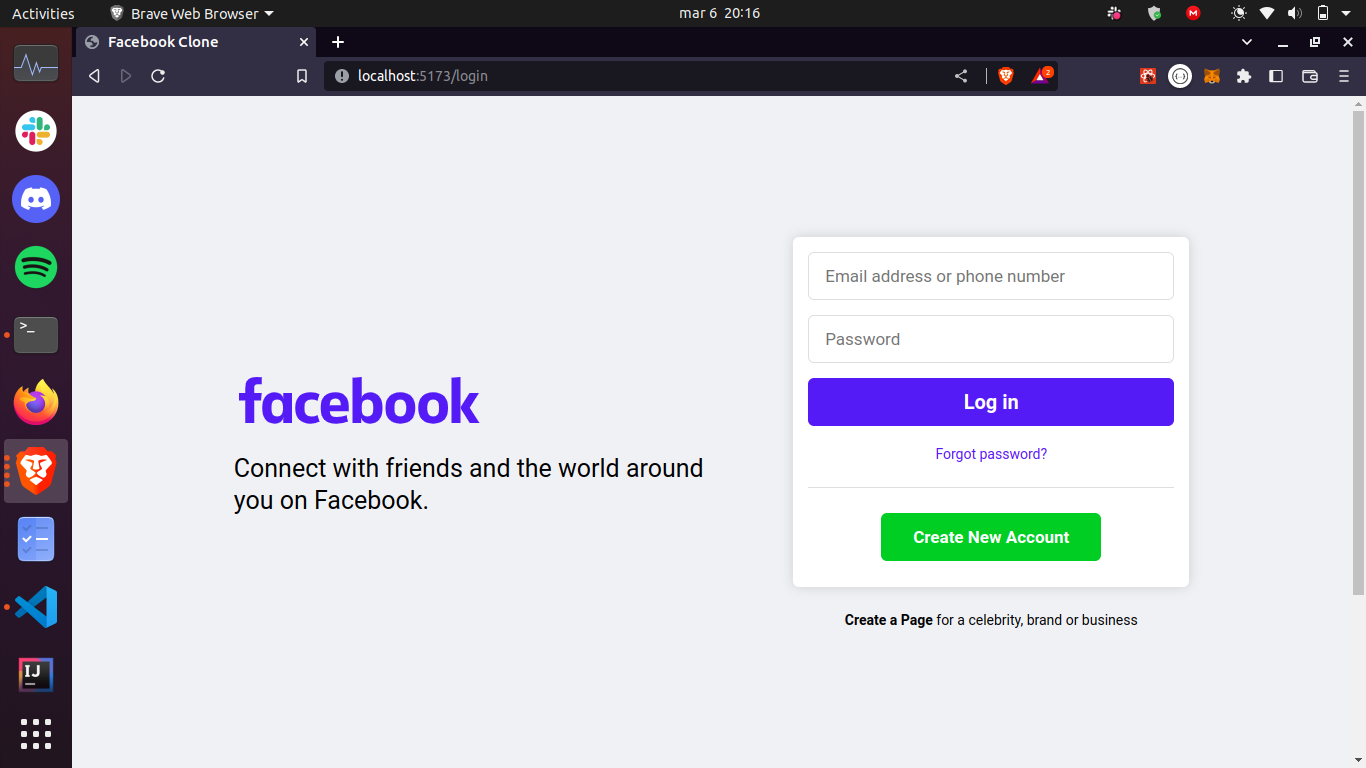 Activities
Brave Web Browser
mar 6 20:16
Facebook Clone
localhost:5173/login
2
>_
IJ
Email address or phone number
Password
Log in
Forgot password?
Create New Account
Create a Page for a celebrity, brand or business
facebook
Connect with friends and the world around
you on Facebook.